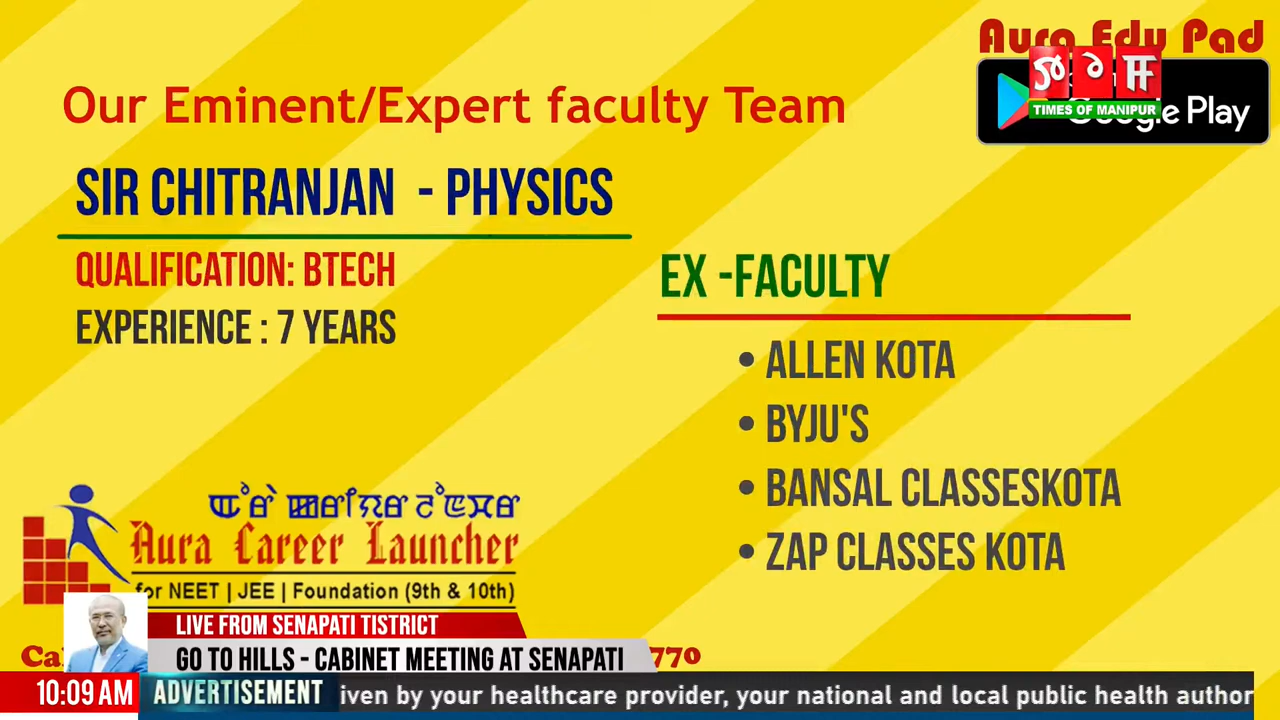 Aura Edu Pad
TIMES OF MANIPUR
Google Play
Our Eminent/Expert faculty Team
SIR CHITRANJAN - PHYSICS
QUALIFICATION: BTECH
EXPERIENCE : 7 YEARS
EX -FACULTY
• ALLEN KOTA
• BYJU'S
• BANSAL CLASSESKOTA
• ZAP CLASSES KOTA
Aura Career Launcher
for NEET | JEE | Foundation (9th & 10th)
LIVE FROM SENAPATI TISTRICT
GO TO HILLS - CABINET MEETING AT SENAPATI
770
10:09 AM
ADVERTISEMENT
iven by your healthcare provider, your national and local public health author